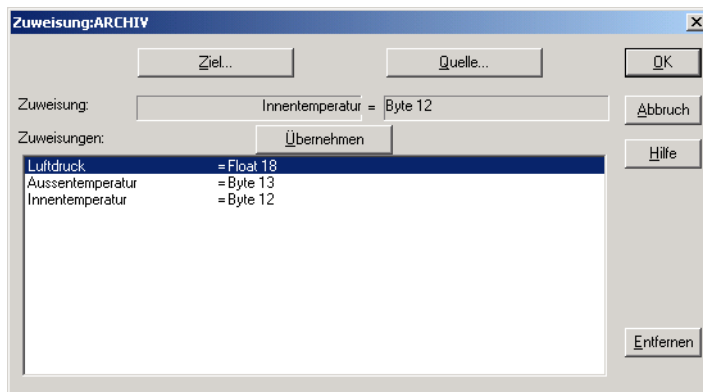 Zuweisung:ARCHIV
Ziel... Quelle... OK
Zuweisung: Innentemperatur = Byte 12 Abbruch
Zuweisungen: Übernehmen
Hilfe
Luftdruck = Float 18
Aussentemperatur = Byte 13
Innentemperatur = Byte 12
Entfernen